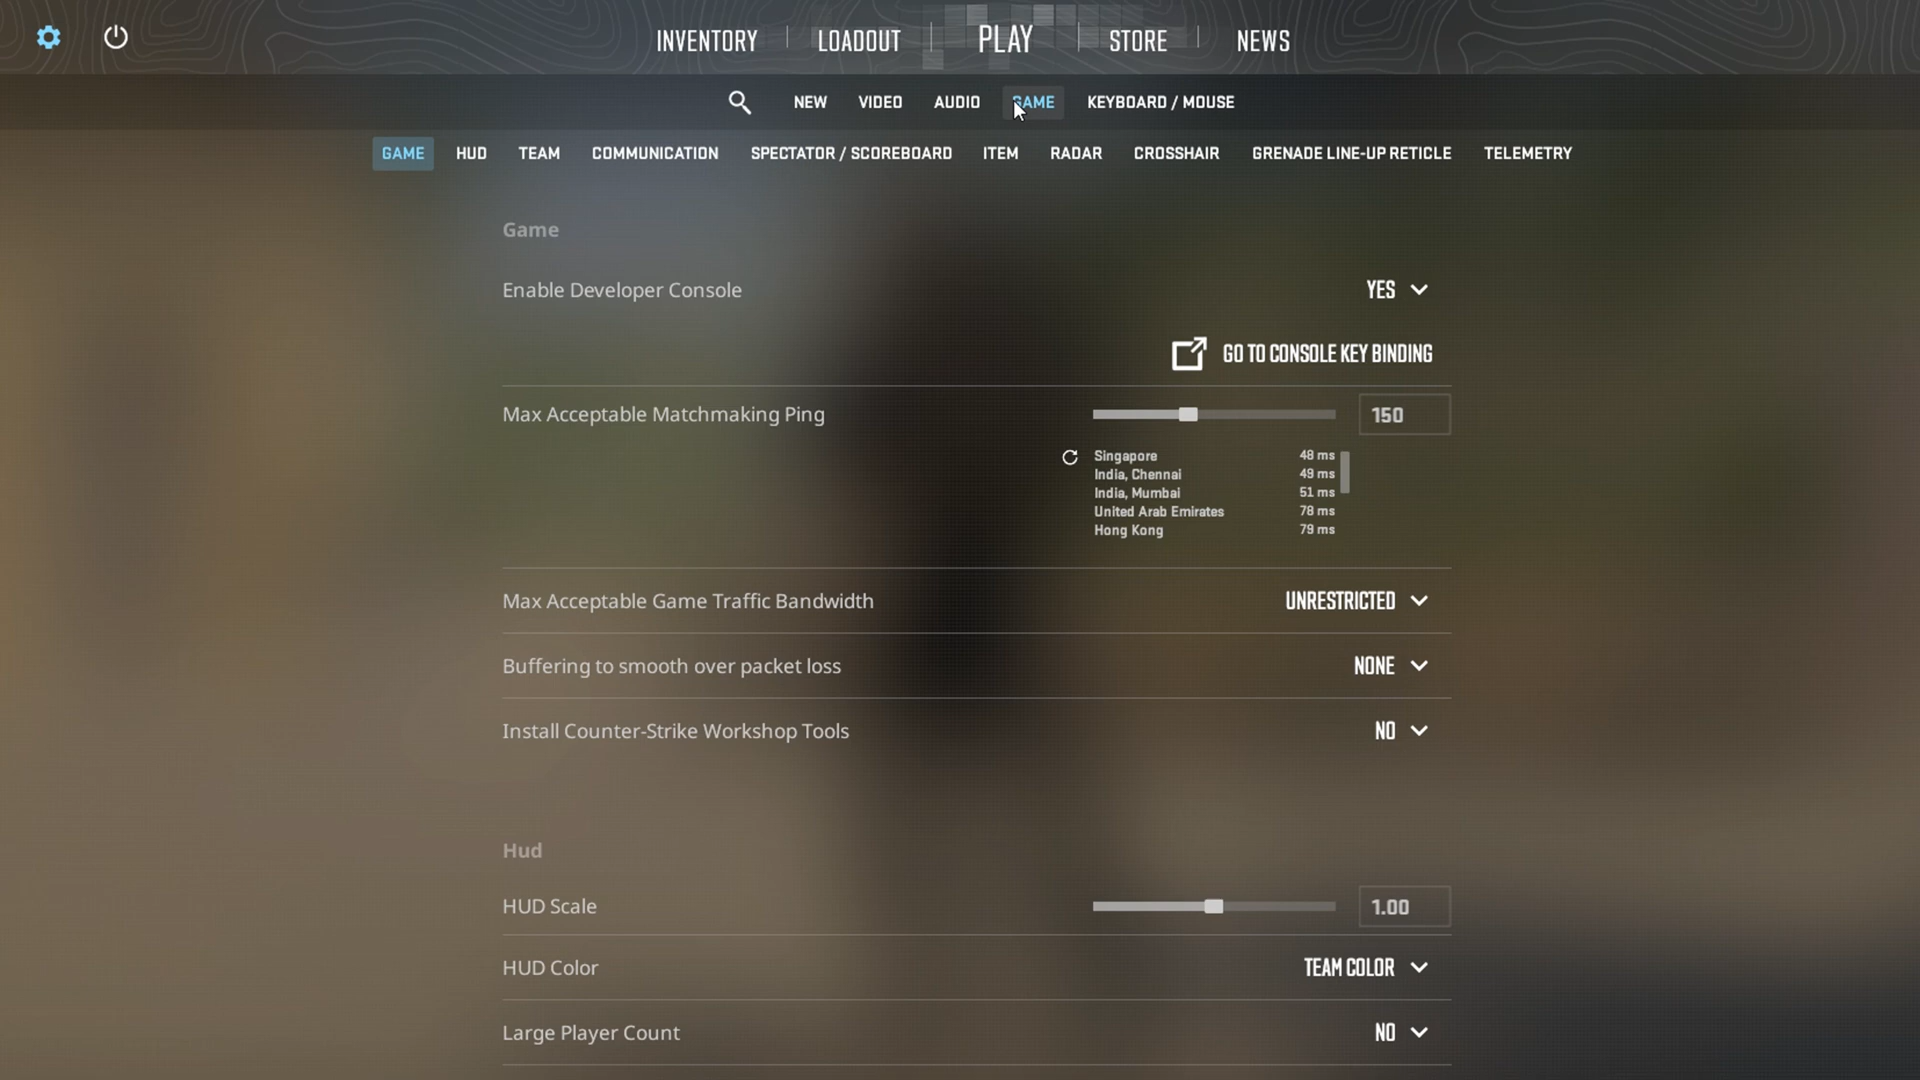 INVENTORY LOADOUT PLAY STORE NEWS
NEW VIDEO AUDIO GAME KEYBOARD / MOUSE
GAME HUD TEAM COMMUNICATION SPECTATOR / SCOREBOARD ITEM RADAR CROSSHAIR GRENADE LINE-UP RETICLE TELEMETRY
Game
Enable Developer Console YES
GO TO CONSOLE KEY BINDING
Max Acceptable Matchmaking Ping 150
Singapore 48 ms
India, Chennai 49 ms
India, Mumbai 51 ms
United Arab Emirates 78 ms
Hong Kong 79 ms
Max Acceptable Game Traffic Bandwidth UNRESTRICTED
Buffering to smooth over packet loss NONE
Install Counter-Strike Workshop Tools NO
Hud
HUD Scale 1.00
HUD Color TEAM COLOR
Large Player Count NO